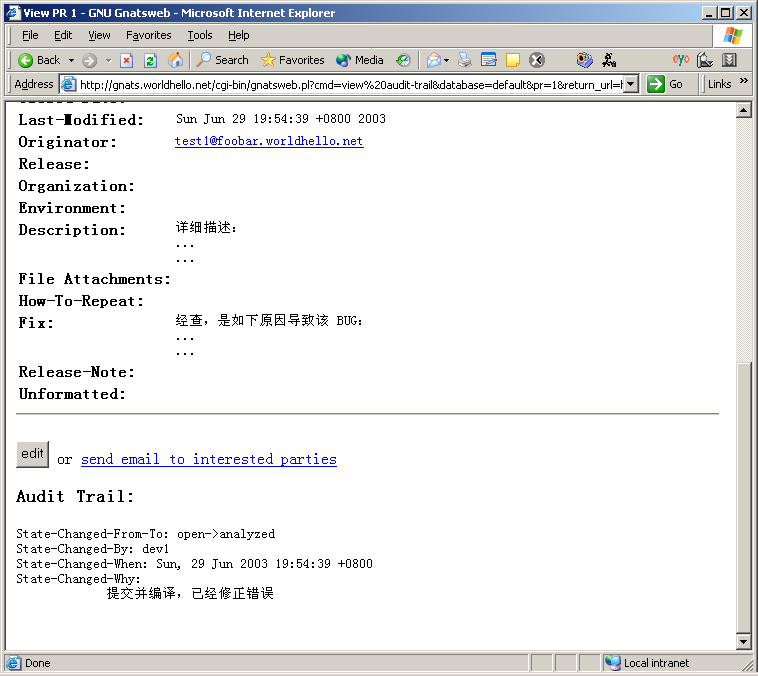 View PR 1 - GNU Gnatsweb - Microsoft Internet Explorer
File Edit View Favorites Tools Help
Back Search Favorites Media
Address http://gnats.worldhello.net/cgi-bin/gnatsweb.pl?cmd=view%20audit-trail&database=default&pr=1&return_url= Go Links »
Last-Modified: Sun Jun 29 19:54:39 +0800 2003
Originator: test1@foobar.worldhello.net
Release:
Organization:
Environment:
Description: 详细描述:
...
...
File Attachments:
How-To-Repeat:
Fix: 经查，是如下原因导致该 BUG:
...
...
Release-Note:
Unformatted:
edit or send email to interested parties
Audit Trail:
State-Changed-From-To: open->analyzed
State-Changed-By: dev1
State-Changed-When: Sun, 29 Jun 2003 19:54:39 +0800
State-Changed-Why:
提交并编译，已经修正错误
Done Local intranet